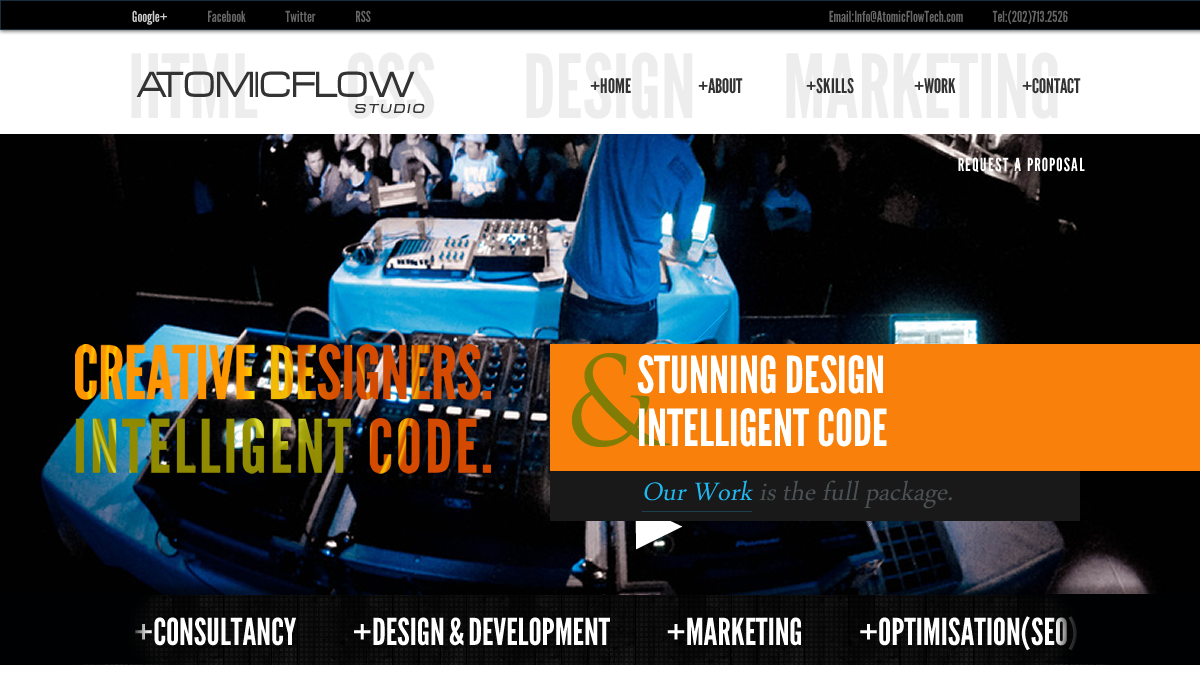 Google+ Facebook Twitter RSS Email:Info@AtomicFlowTech.com Tel:(202)713.2526
HTML CSS DESIGN MARKETING
ATOMICFLOW
STUDIO
+HOME +ABOUT +SKILLS +WORK +CONTACT
REQUEST A PROPOSAL
CREATIVE DESIGNERS.
INTELLIGENT CODE.
&
STUNNING DESIGN
INTELLIGENT CODE
Our Work is the full package.
+CONSULTANCY +DESIGN & DEVELOPMENT +MARKETING +OPTIMISATION(SEO)